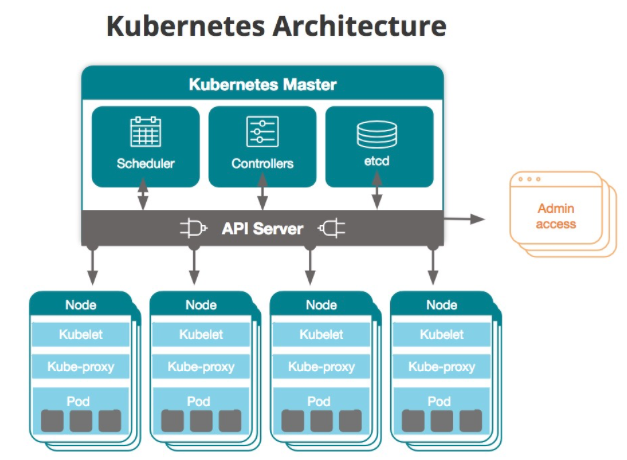 Kubernetes Architecture
Kubernetes Master
Scheduler
Controllers
etcd
API Server
Admin
access
Node
Kubelet
Kube-proxy
Pod
Node
Kubelet
Kube-proxy
Pod
Node
Kubelet
Kube-proxy
Pod
Node
Kubelet
Kube-proxy
Pod